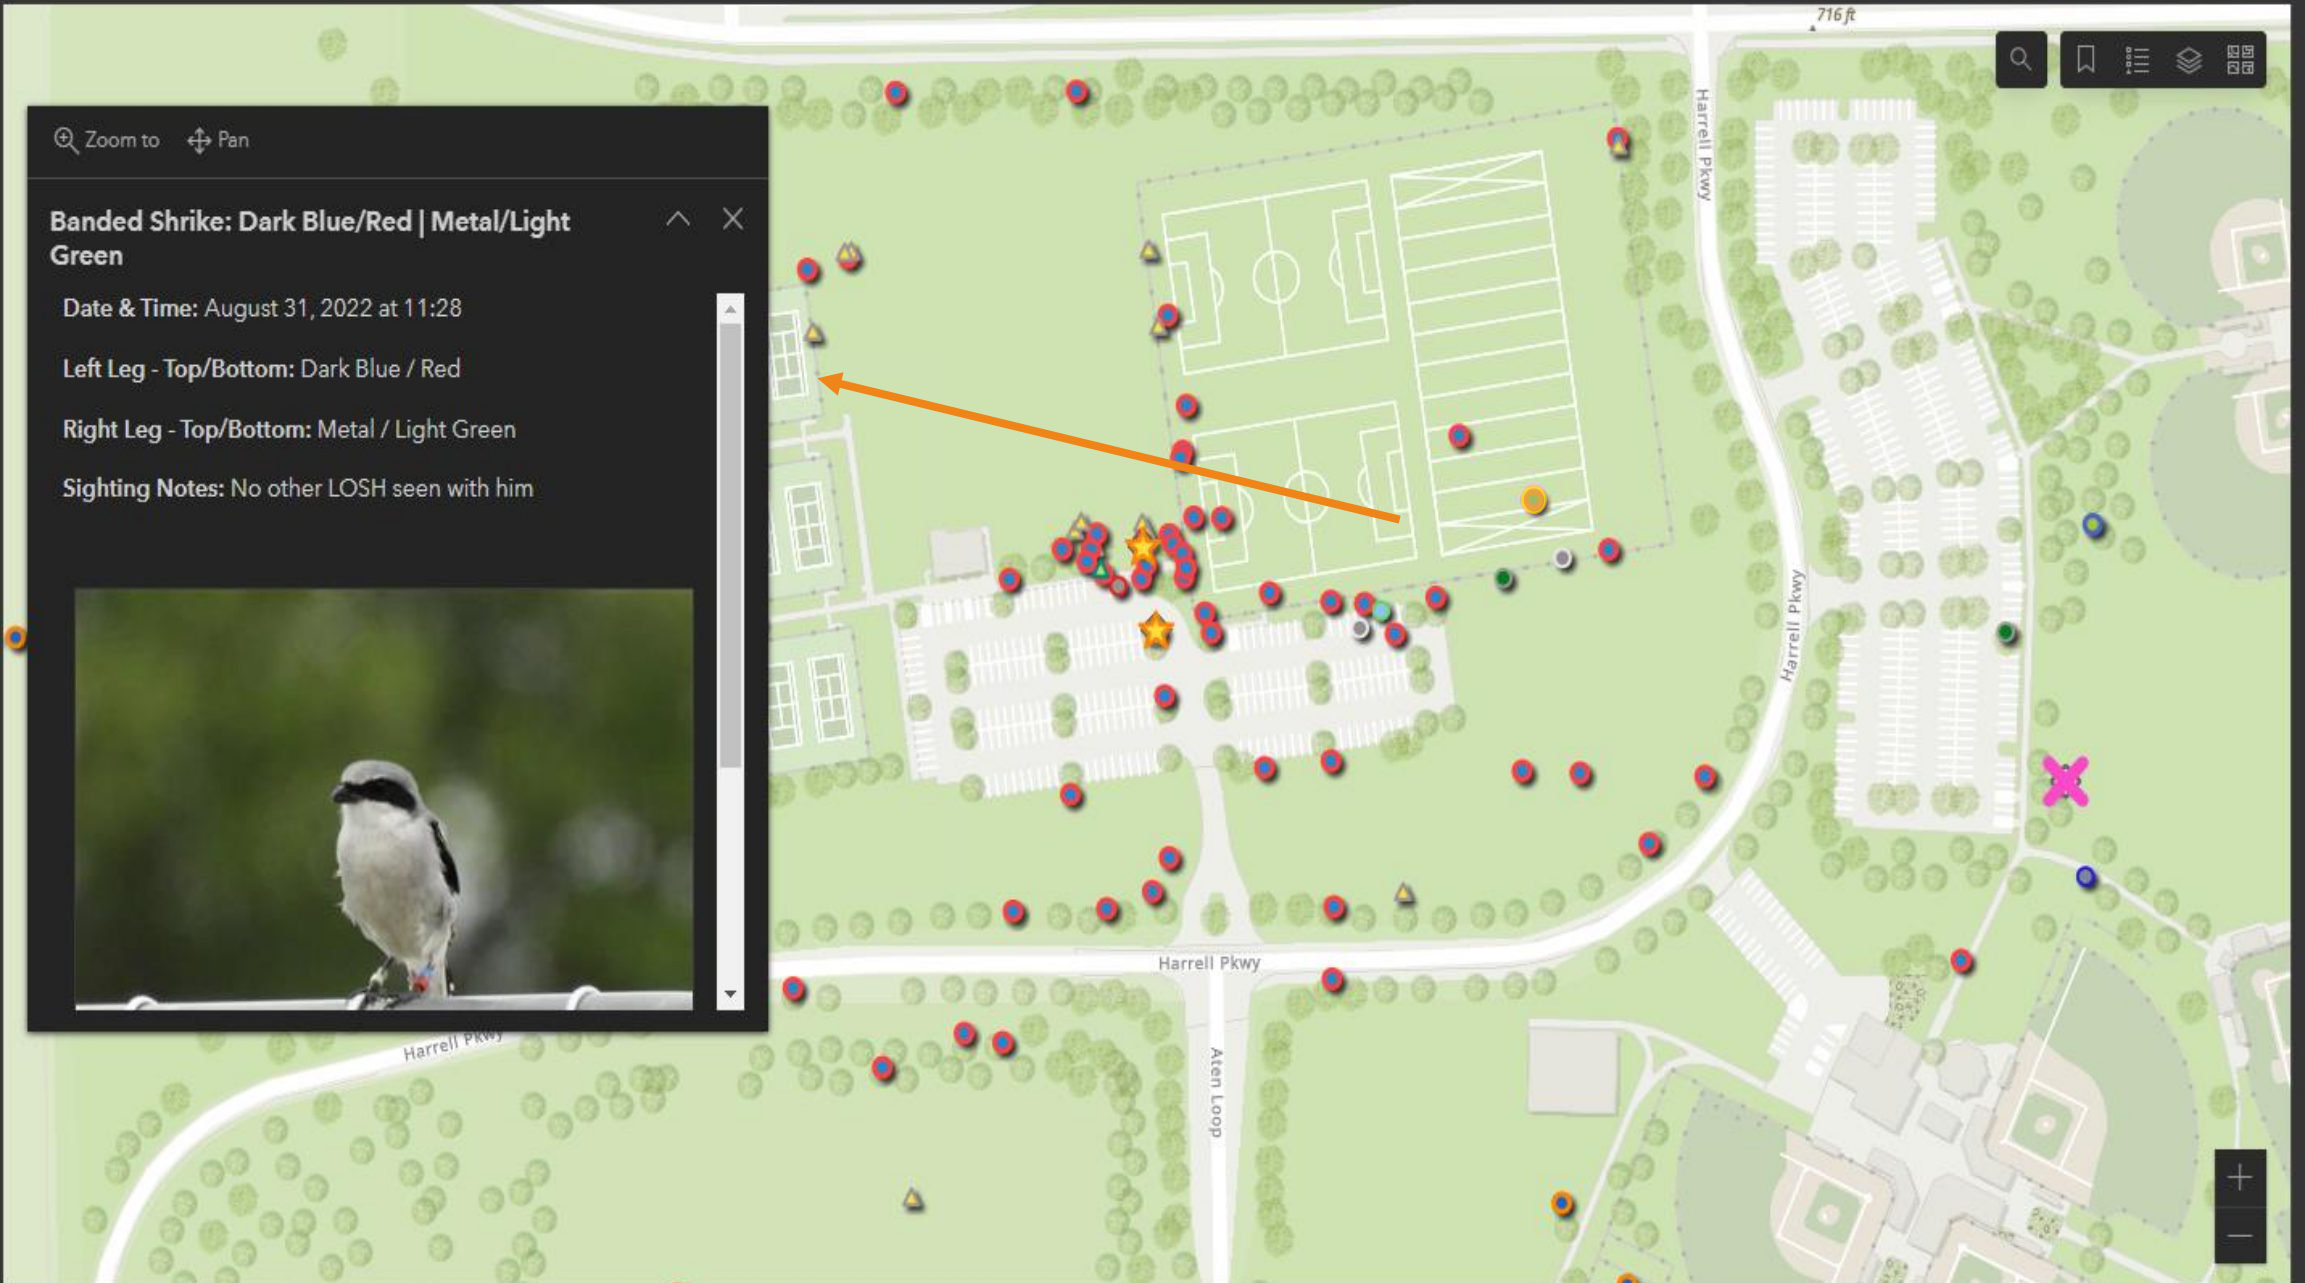 716 ft
Zoom to
Pan
Banded Shrike: Dark Blue/Red | Metal/Light
Green
Date & Time: August 31, 2022 at 11:28
Left Leg - Top/Bottom: Dark Blue / Red
Right Leg - Top/Bottom: Metal / Light Green
Sighting Notes: No other LOSH seen with him
Harrell Pkwy
Harrell Pkwy
Harrell Pkwy
Harrell Pkwy
Aten Loop